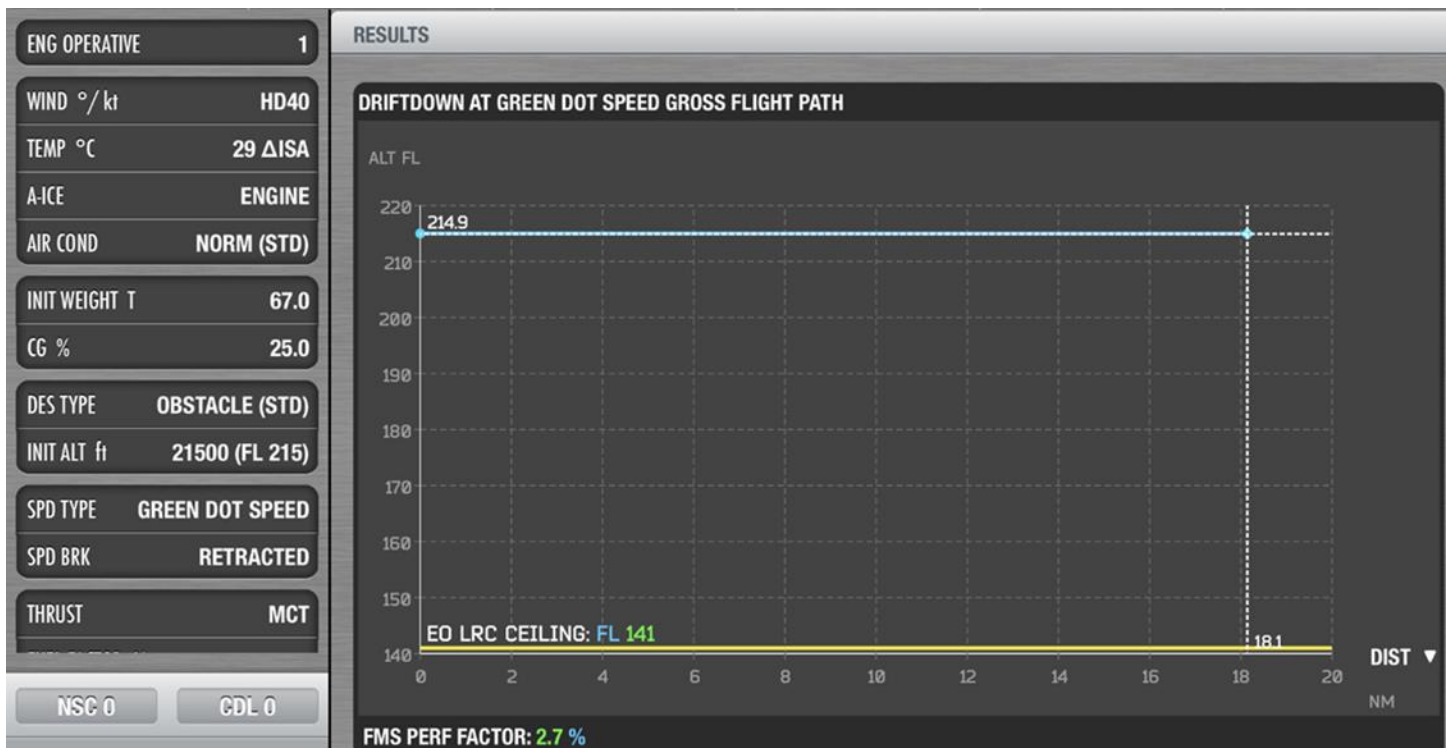 ENG OPERATIVE 1
WIND °/kt HD40
TEMP °C 29 ΔISA
A-ICE ENGINE
AIR COND NORM (STD)
INIT WEIGHT T 67.0
CG % 25.0
DES TYPE OBSTACLE (STD)
INIT ALT ft 21500 (FL 215)
SPD TYPE GREEN DOT SPEED
SPD BRK RETRACTED
THRUST MCT
NSC 0 CDL 0
RESULTS
DRIFTDOWN AT GREEN DOT SPEED GROSS FLIGHT PATH
ALT FL
220
214.9
210
200
190
180
170
160
150
EO LRC CEILING: FL 141
18.1
140
DIST ▼
0 2 4 6 8 10 12 14 16 18 20
NM
FMS PERF FACTOR: 2.7 %